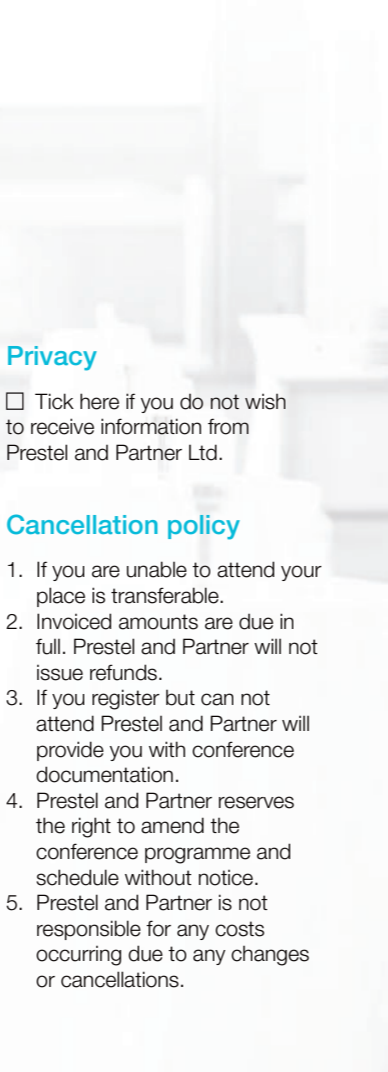 Privacy
☐ Tick here if you do not wish
to receive information from
Prestel and Partner Ltd.
Cancellation policy
1. If you are unable to attend your
place is transferable.
2. Invoiced amounts are due in
full. Prestel and Partner will not
issue refunds.
3. If you register but can not
attend Prestel and Partner will
provide you with conference
documentation.
4. Prestel and Partner reserves
the right to amend the
conference programme and
schedule without notice.
5. Prestel and Partner is not
responsible for any costs
occurring due to any changes
or cancellations.